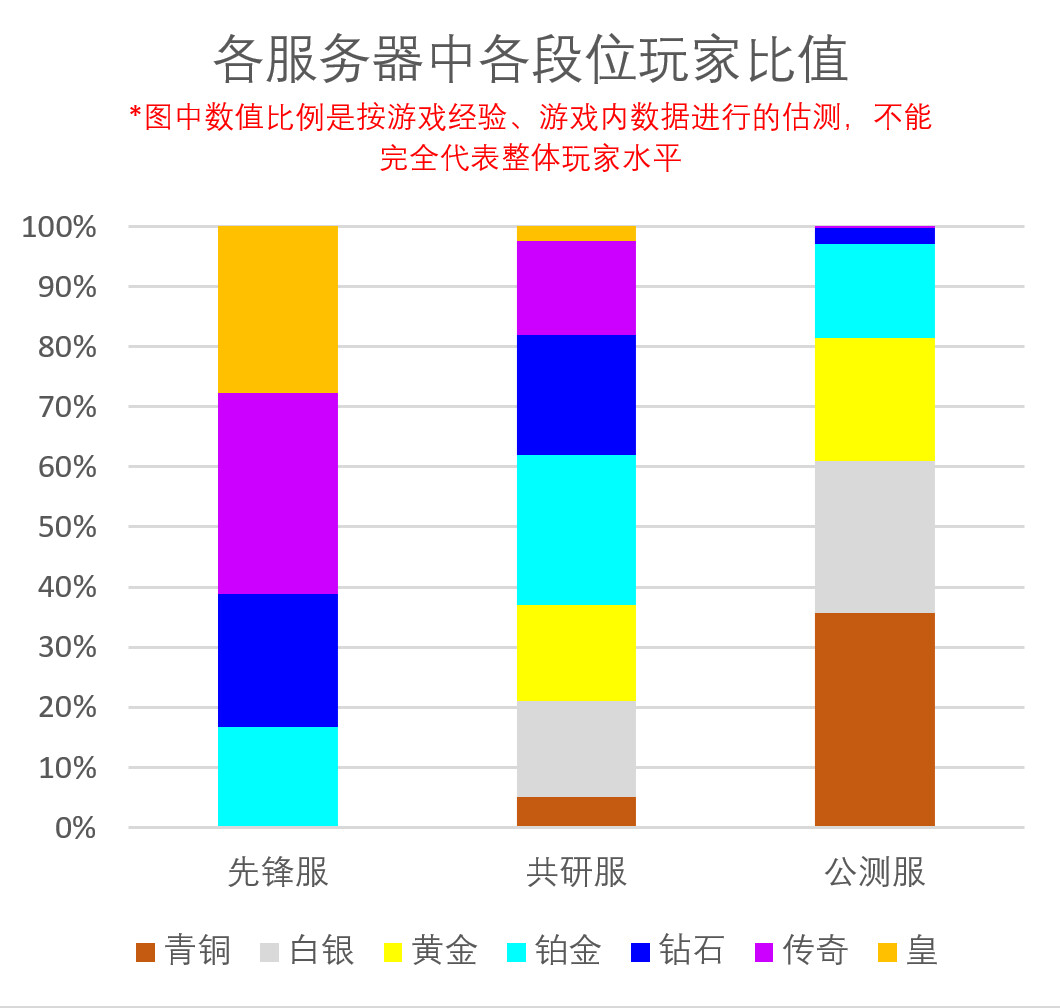 各服务器中各段位玩家比值
*图中数值比例是按游戏经验、游戏内数据进行的估测，不能
完全代表整体玩家水平
100%
90%
80%
70%
60%
50%
40%
30%
20%
10%
0%
先锋服 共研服 公测服
青铜 白银 黄金 铂金 钻石 传奇 皇